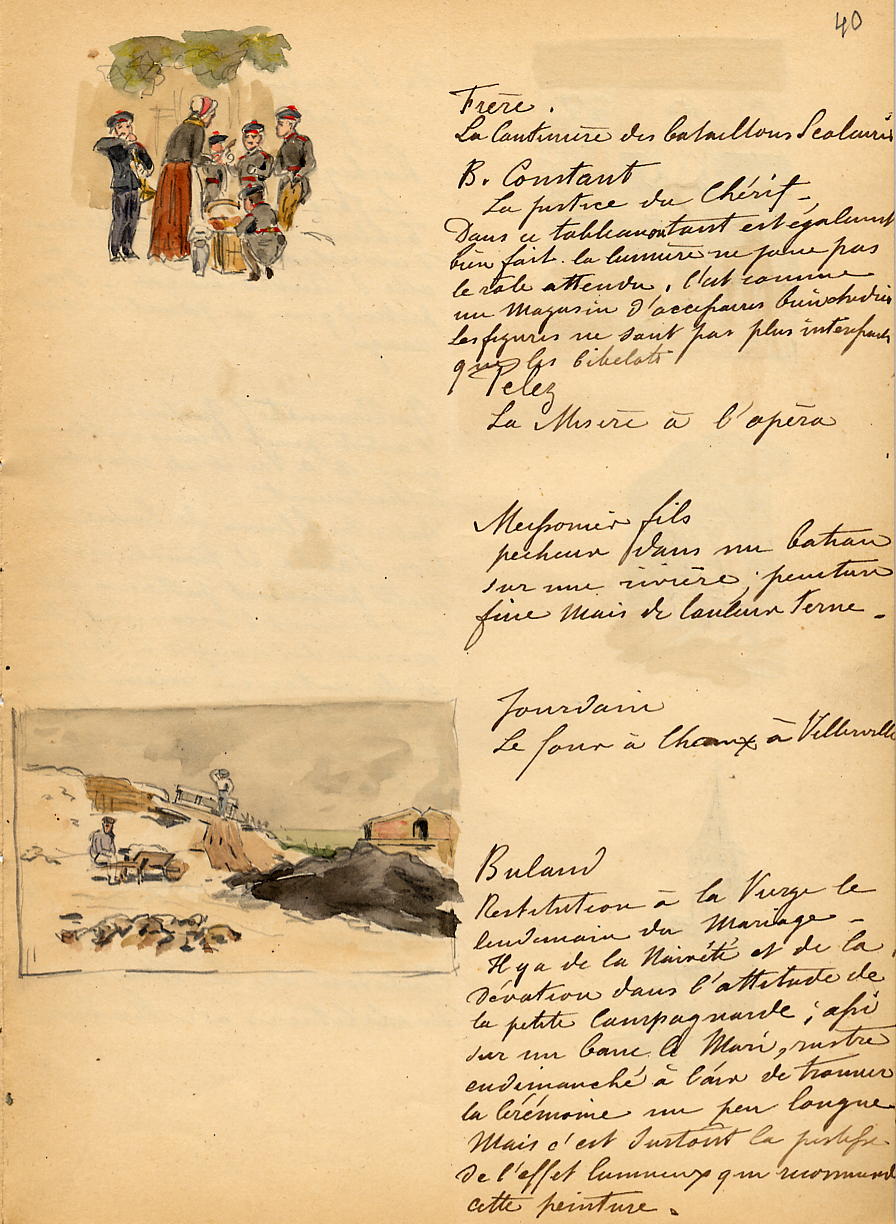 40
Frère.
La Cantinière des bataillons Scolaires
B. Constant
La justice du Chérif.
Dans ce tableau tout est également
bien fait. la lumière ne joue pas
le rôle attendu. C'est comme
un Magasin d'accessoires bien
Les figures ne sont pas plus interessantes
que les bibelots
Pelez
La Misère à l'opéra
Meissonier fils
pecheur dans un bateau
sur une rivière; peinture
fine mais de Couleur terne.
Jourdain
Le four à Chaux à Villerville
Buland
Restitution à la Vierge le
lendemain du Mariage.
Il y a de la Naiveté et de la
Dévotion dans l'attitude de
la petite Campagnarde; assis
sur un banc le Mari, rustre
endimanché à l'air de trouver
la Cérémonie un peu longue
Mais c'est surtout la justesse
de l'effet lumineux qui recommande
cette peinture.